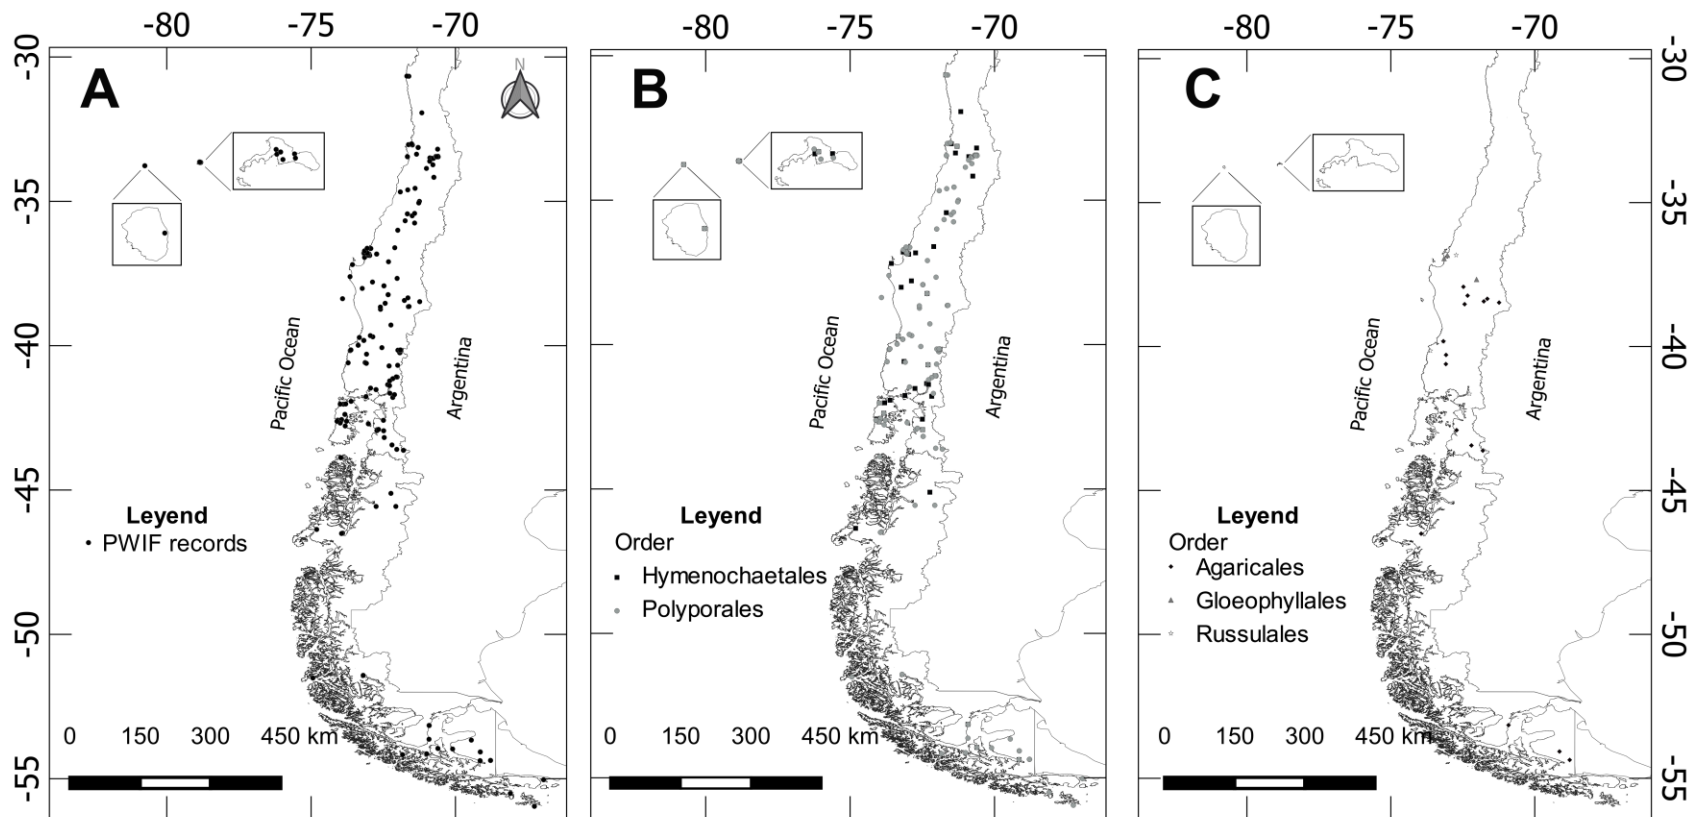 -80 -75 -70 -80 -75 -70 -80 -75 -70
-30 -30
A N B C
-35 -35
-40 -40
Pacific Ocean Argentina Pacific Ocean Argentina Pacific Ocean Argentina
-45 -45
Leyend
PWIF records
Leyend
Order
Hymenochaetales
Polyporales
Leyend
Order
Agaricales
Gloeophyllales
Russulales
-50 -50
0 150 300 450 km 0 150 300 450 km 0 150 300 450 km
-55 -55